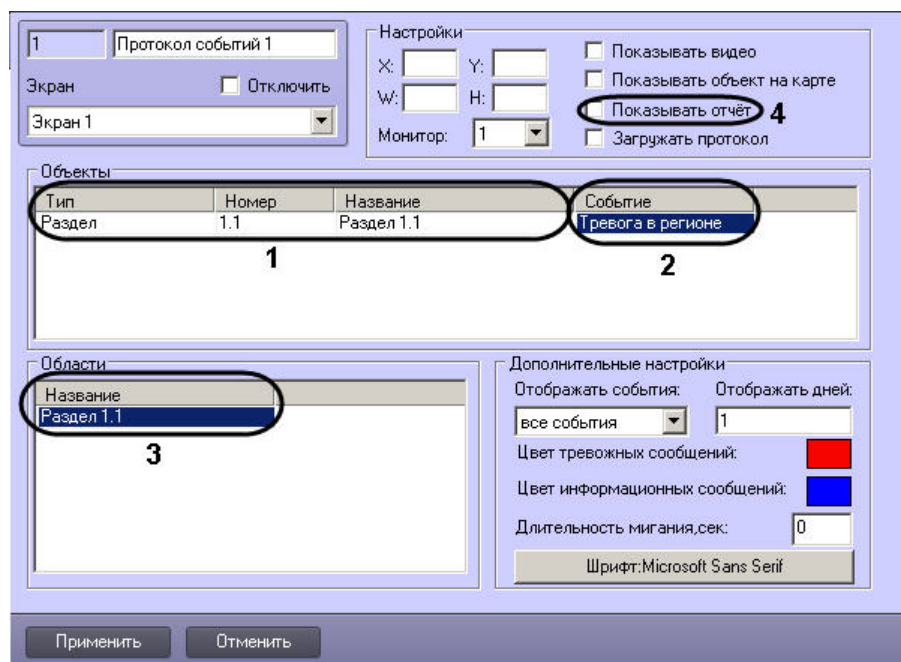 1
Протокол событий 1
Экран
Отключить
Экран 1
Настройки
X:
Y:
W:
H:
Монитор:
1
Показывать видео
Показывать объект на карте
Показывать отчёт
4
Загружать протокол
Объекты
Тип Номер Название Событие
Раздел 1.1 Раздел 1.1 Тревога в регионе
1
2
Области
Название
Раздел 1.1
3
Дополнительные настройки
Отображать события: Отображать дней:
все события 1
Цвет тревожных сообщений:
Цвет информационных сообщений:
Длительность мигания,сек: 0
Шрифт:Microsoft Sans Serif
Применить Отменить